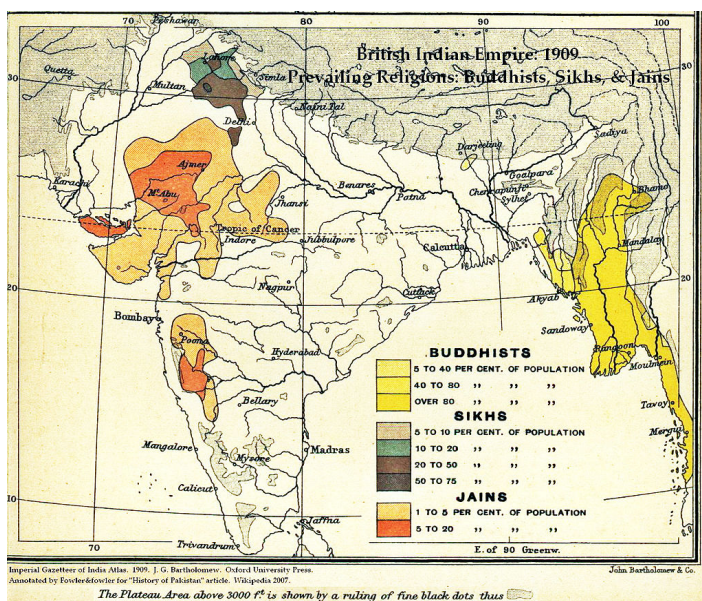 70
Peshawar
80
90
100
British Indian Empire: 1909
Prevailing Religions: Buddhists, Sikhs, & Jains
Lahore
30
Quetta
Multan
Simla
30
Naini Tal
Delhi
Sadiya
Darjeeling
Ajmer
Goalpara
Karachi
Mt Abu
Benares
Patna
Cherrapunji
Sylhet
Bhamo
Jhansi
Tropic of Cancer
Indore
Jubbulpore
Calcutta
Mandalay
20
Nagpur
Cuttack
Akyab
20
Bombay
Sandoway
Poona
Hyderabad
Rangoon
Moulmein
Bellary
Tavoy
Mergui
Mangalore
Mysore
Madras
Calicut
10
Jaffna
Trivandrum
70
BUDDHISTS
5 TO 40 PER CENT. OF POPULATION
40 TO 80 ,, ,, ,,
OVER 80 ,, ,, ,,
SIKHS
5 TO 10 PER CENT. OF POPULATION
10 TO 20 ,, ,, ,,
20 TO 50 ,, ,, ,,
50 TO 75 ,, ,, ,,
JAINS
1 TO 5 PER CENT. OF POPULATION
5 TO 20 ,, ,, ,,
E. of 90 Greenw.
Imperial Gazetteer of India Atlas. 1909. J. G. Bartholomew. Oxford University Press.
John Bartholomew & Co.
Annotated by Fowler&fowler for "History of Pakistan" article. Wikipedia 2007.
The Plateau Area above 3000 f.t is shown by a ruling of fine black dots thus